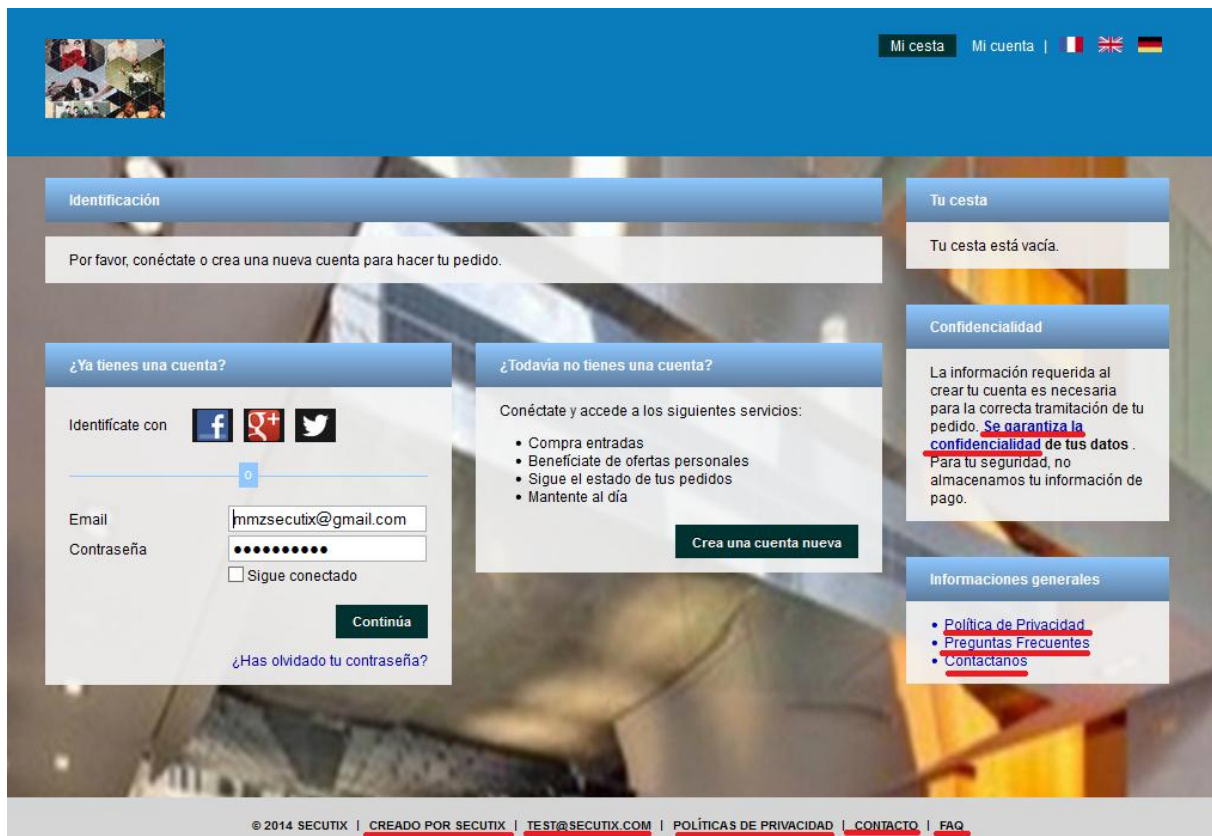 Mi cesta Mi cuenta |
Identificación
Por favor, conéctate o crea una nueva cuenta para hacer tu pedido.
¿Ya tienes una cuenta?
Identifícate con
f g+
o
Email mmzsecutix@gmail.com
Contraseña ●●●●●●●●●●
Sigue conectado
Continúa
¿Has olvidado tu contraseña?
¿Todavía no tienes una cuenta?
Conéctate y accede a los siguientes servicios:
• Compra entradas
• Benefíciate de ofertas personales
• Sigue el estado de tus pedidos
• Mantente al día
Crea una cuenta nueva
Tu cesta
Tu cesta está vacía.
Confidencialidad
La información requerida al
crear tu cuenta es necesaria
para la correcta tramitación de tu
pedido. Se garantiza la
confidencialidad de tus datos .
Para tu seguridad, no
almacenamos tu información de
pago.
Informaciones generales
• Política de Privacidad
• Preguntas Frecuentes
• Contactanos
© 2014 SECUTIX | CREADO POR SECUTIX | TEST@SECUTIX.COM | POLÍTICAS DE PRIVACIDAD | CONTACTO | FAQ